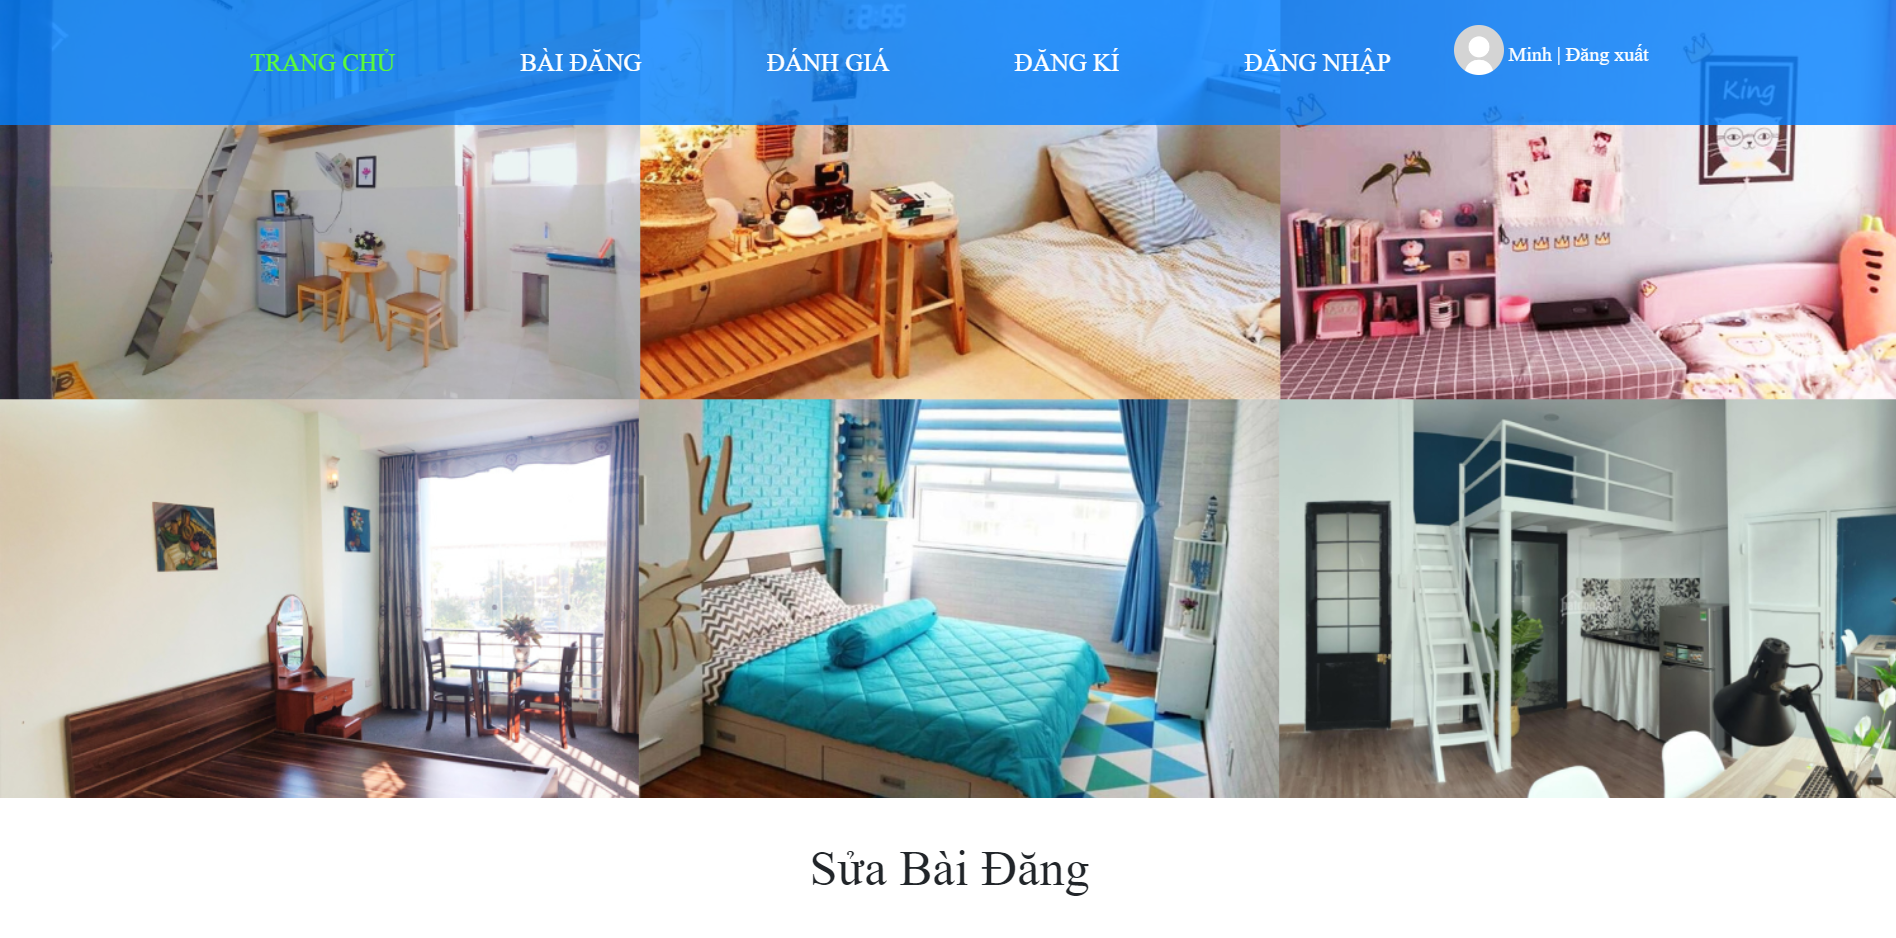 TRANG CHỦ
BÀI ĐĂNG
ĐÁNH GIÁ
ĐĂNG KÍ
ĐĂNG NHẬP
Minh | Đăng xuất
King
Sửa Bài Đăng